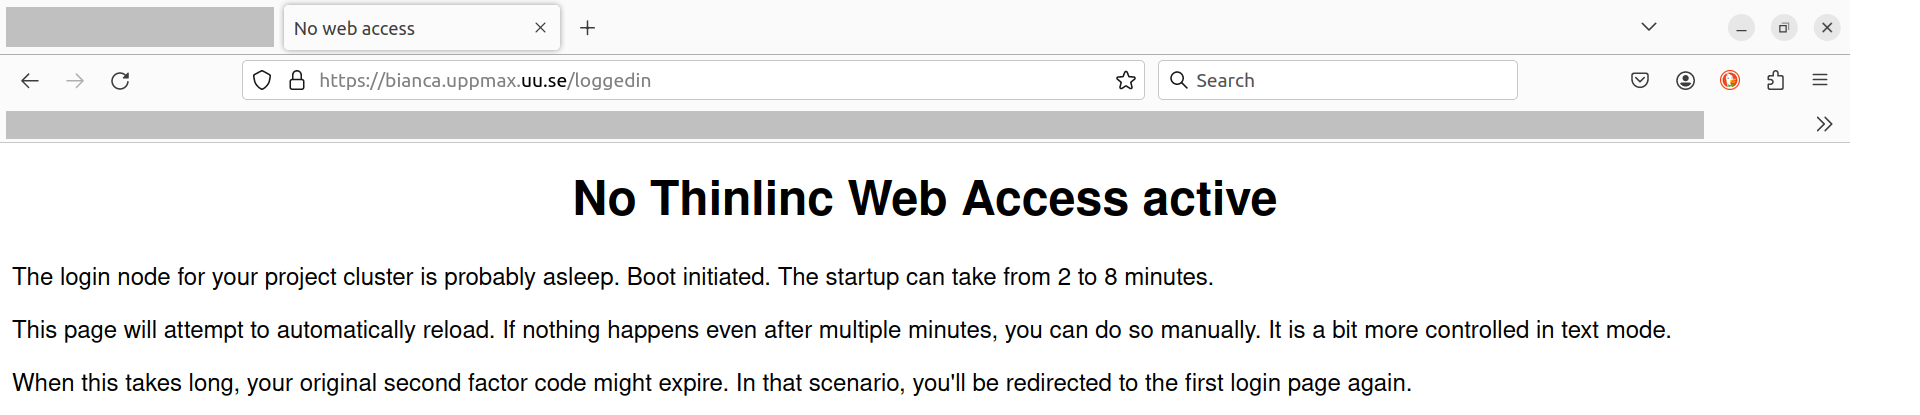 No web access
https://bianca.uppmax.uu.se/loggedin
Search
No Thinlinc Web Access active
The login node for your project cluster is probably asleep. Boot initiated. The startup can take from 2 to 8 minutes.
This page will attempt to automatically reload. If nothing happens even after multiple minutes, you can do so manually. It is a bit more controlled in text mode.
When this takes long, your original second factor code might expire. In that scenario, you'll be redirected to the first login page again.